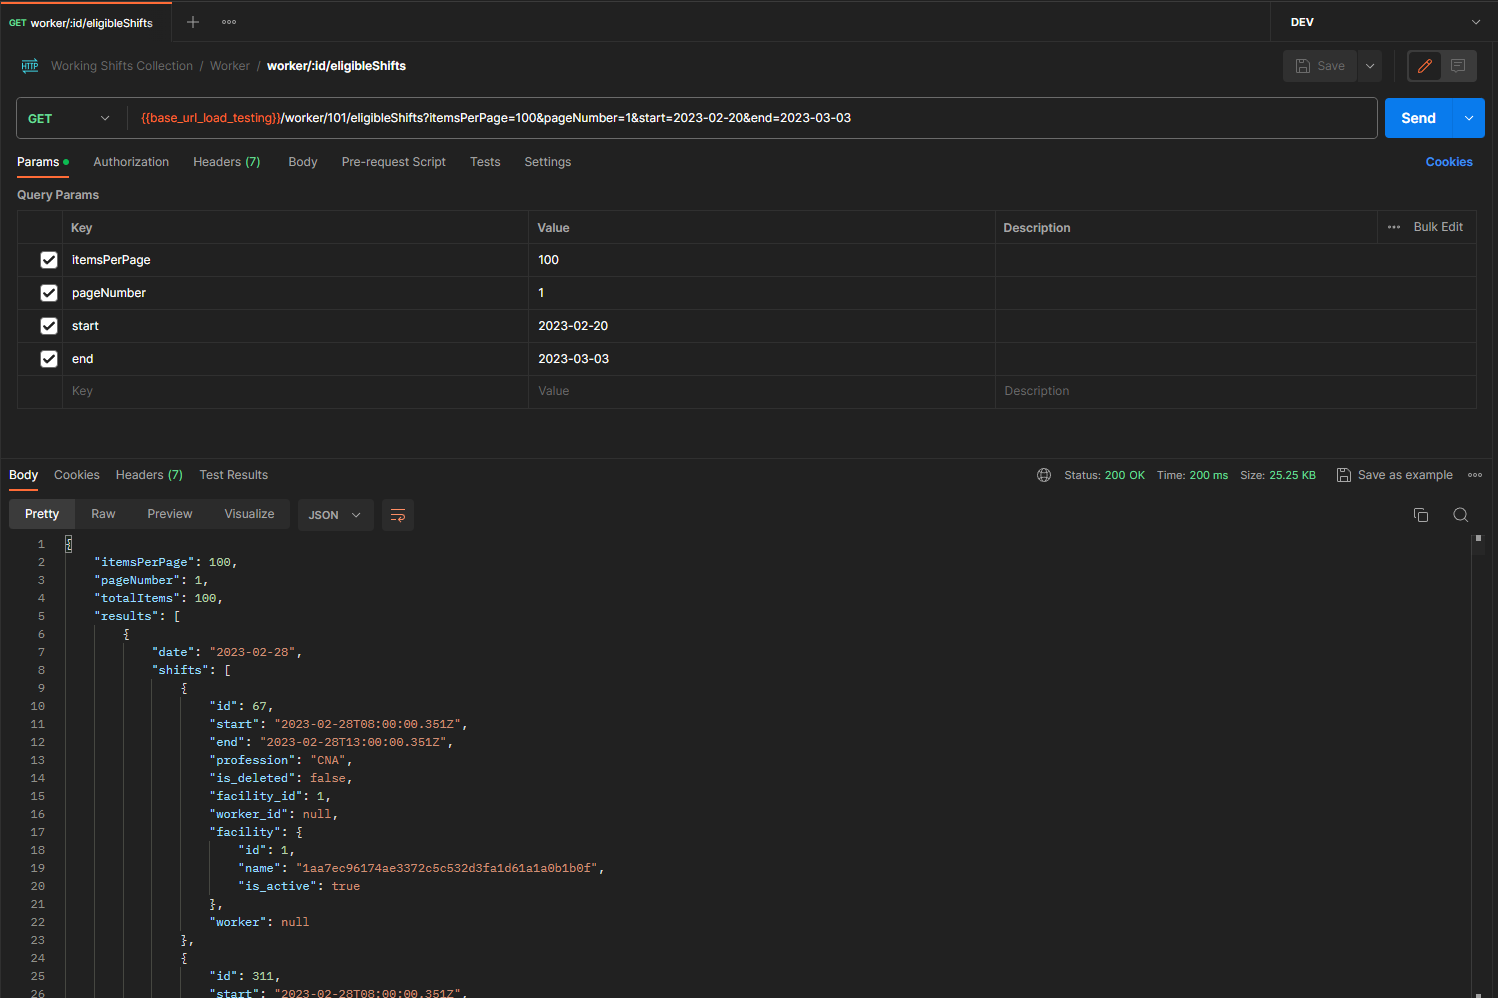 GET worker/:id/eligibleShifts
DEV
HTTP Working Shifts Collection / Worker / worker/:id/eligibleShifts
Save
GET {{base_url_load_testing}}/worker/101/eligibleShifts?itemsPerPage=100&pageNumber=1&start=2023-02-20&end=2023-03-03
Send
Params Authorization Headers (7) Body Pre-request Script Tests Settings Cookies
Query Params
Key Value Description Bulk Edit
itemsPerPage 100
pageNumber 1
start 2023-02-20
end 2023-03-03
Key Value Description
Body Cookies Headers (7) Test Results Status: 200 OK Time: 200 ms Size: 25.25 KB Save as example
Pretty Raw Preview Visualize JSON
1 {
2 "itemsPerPage": 100,
3 "pageNumber": 1,
4 "totalItems": 100,
5 "results": [
6 {
7 "date": "2023-02-28",
8 "shifts": [
9 {
10 "id": 67,
11 "start": "2023-02-28T08:00:00.351Z",
12 "end": "2023-02-28T13:00:00.351Z",
13 "profession": "CNA",
14 "is_deleted": false,
15 "facility_id": 1,
16 "worker_id": null,
17 "facility": {
18 "id": 1,
19 "name": "1aa7ec96174ae3372c5c532d3fa1d61a1a0b1b0f",
20 "is_active": true
21 },
22 "worker": null
23 },
24 {
25 "id": 311,
26 "start": "2023-02-28T08:00:00.351Z",